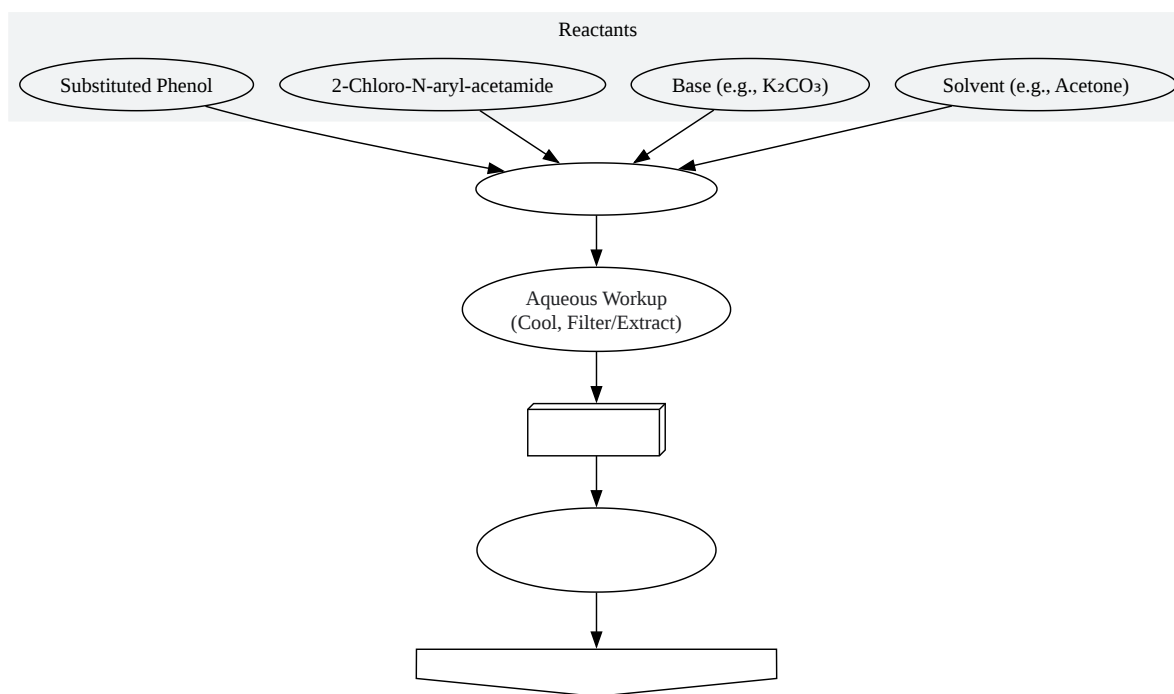 Reactants
Substituted Phenol
2-Chloro-N-aryl-acetamide
Base (e.g., K₂CO₃)
Solvent (e.g., Acetone)
Aqueous Workup
(Cool, Filter/Extract)